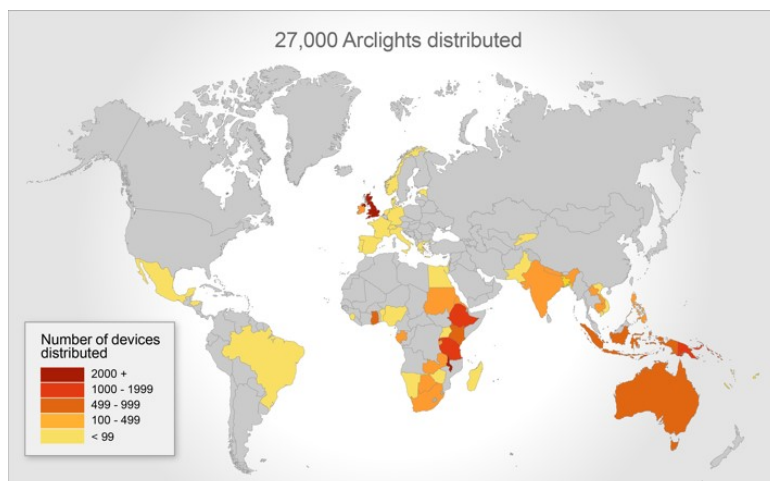 27,000 Arclights distributed
Number of devices
distributed
2000 +
1000 - 1999
499 - 999
100 - 499
< 99